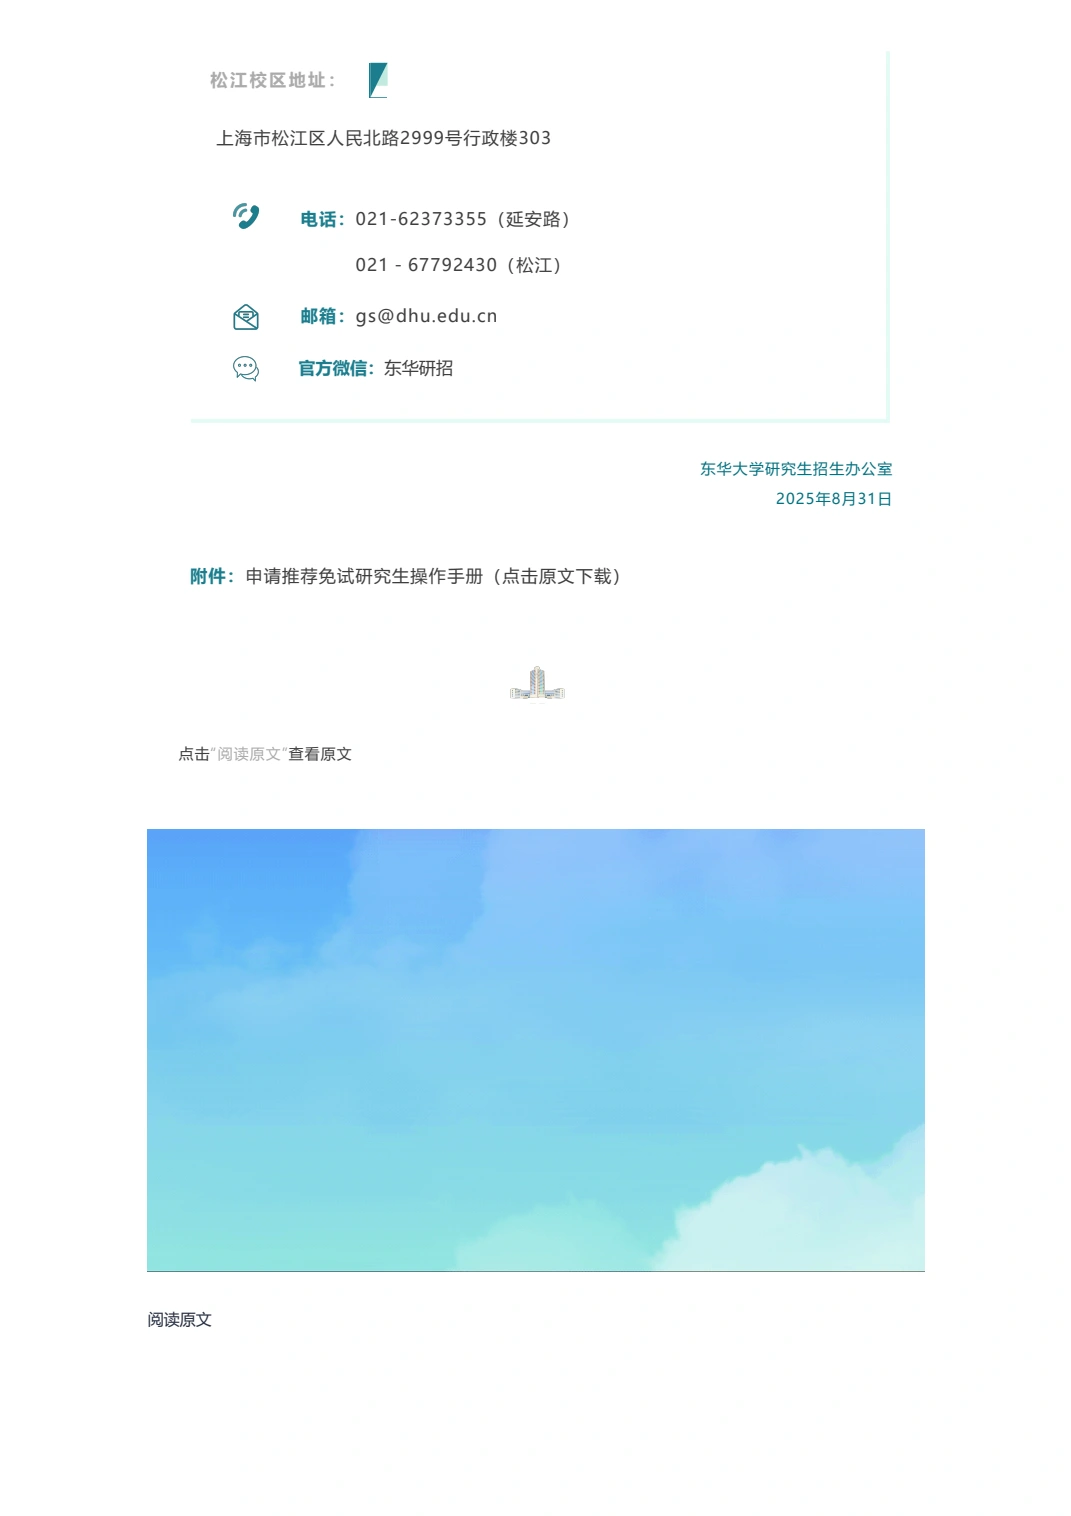 松江校区地址：
上海市松江区人民北路2999号行政楼303
电话：021-62373355（延安路）
021 - 67792430（松江）
邮箱：gs@dhu.edu.cn
官方微信：东华研招
东华大学研究生招生办公室
2025年8月31日
附件：申请推荐免试研究生操作手册（点击原文下载）
点击“阅读原文”查看原文
阅读原文